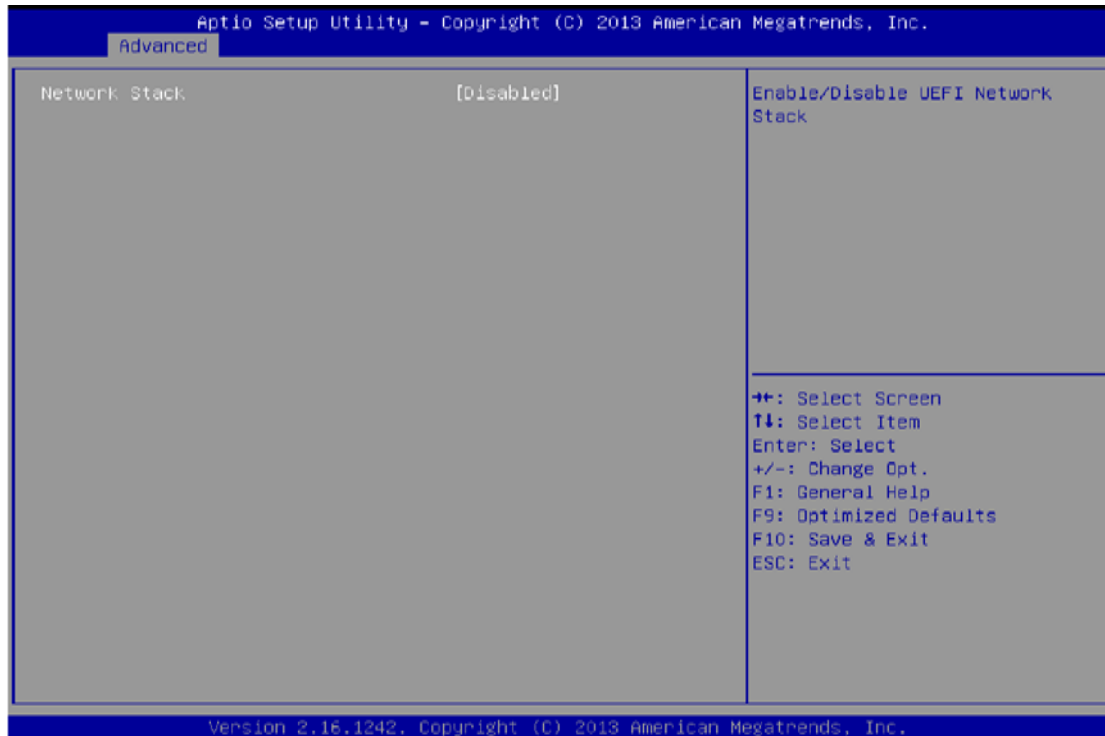 Aptio Setup Utility – Copyright (C) 2013 American Megatrends, Inc.
Advanced
Network Stack [Disabled]
Enable/Disable UEFI Network
Stack
→←: Select Screen
↑↓: Select Item
Enter: Select
+/-: Change Opt.
F1: General Help
F9: Optimized Defaults
F10: Save & Exit
ESC: Exit
Version 2.16.1242. Copyright (C) 2013 American Megatrends, Inc.